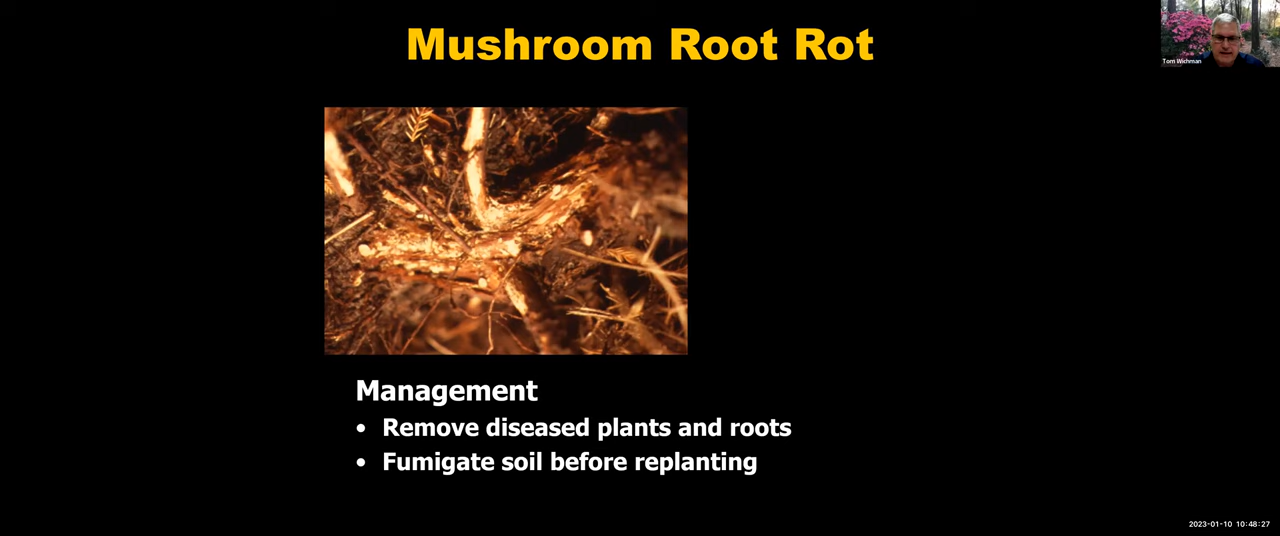 Mushroom Root Rot
Tom Wichman
Management
• Remove diseased plants and roots
• Fumigate soil before replanting
2023-01-10 10:48:27